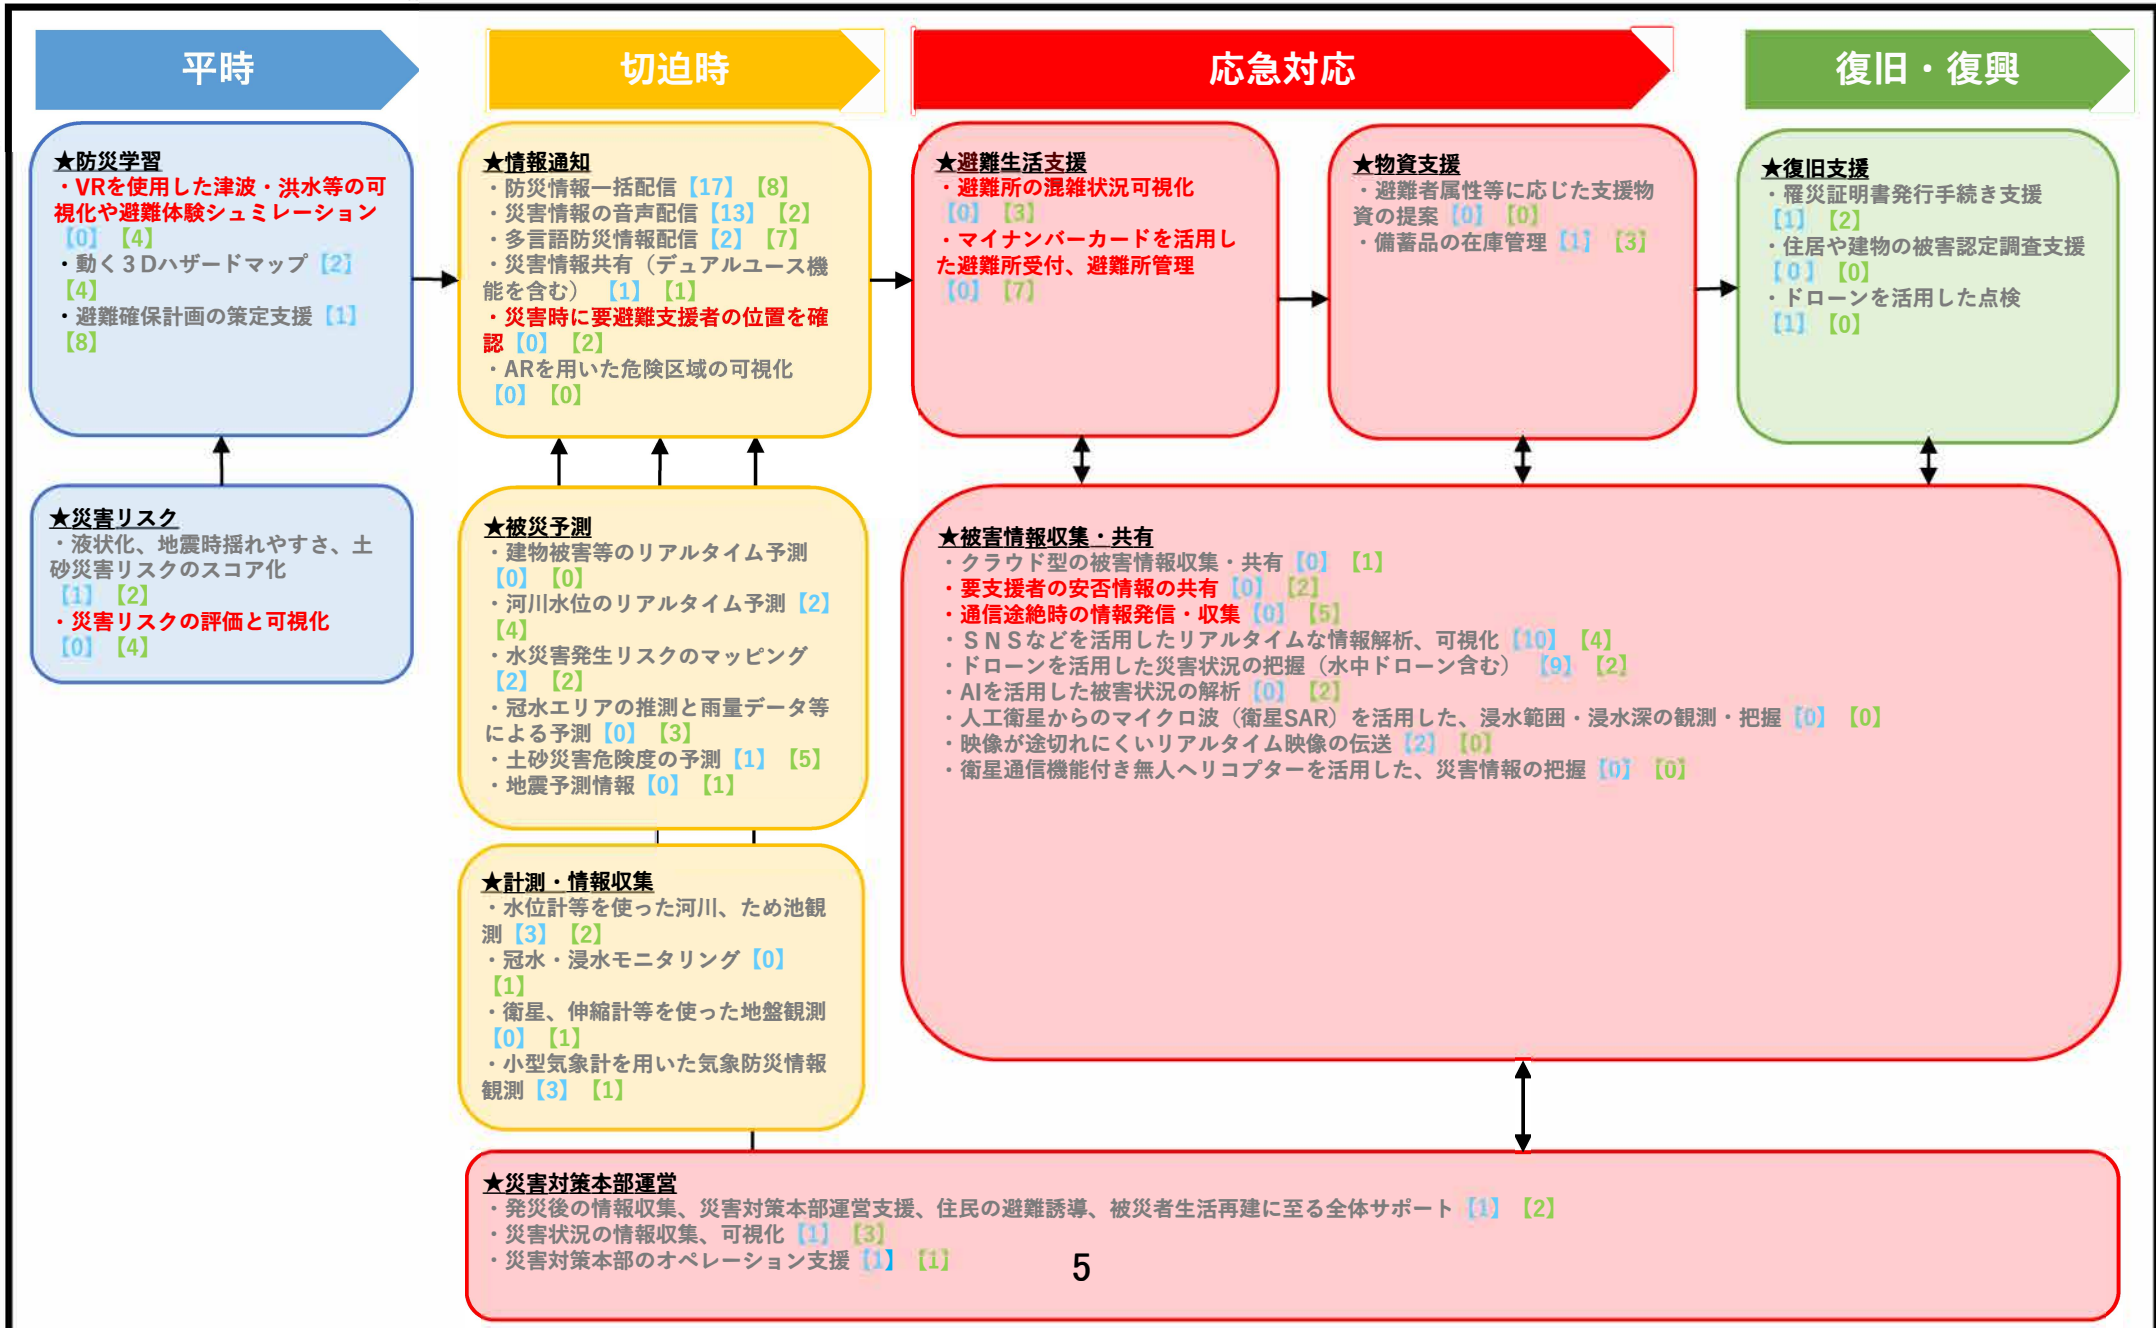 平時
切迫時
応急対応
復旧・復興
★防災学習
・VRを使用した津波・洪水等の可
視化や避難体験シュミレーション
【0】【4】
・動く３Dハザードマップ【2】
【4】
・避難確保計画の策定支援【1】
【8】
★災害リスク
・液状化、地震時揺れやすさ、土
砂災害リスクのスコア化
【1】【2】
・災害リスクの評価と可視化
【0】【4】
★情報通知
・防災情報一括配信【17】【8】
・災害情報の音声配信【13】【2】
・多言語防災情報配信【2】【7】
・災害情報共有（デュアルユース機
能を含む）【1】【1】
・災害時に要避難支援者の位置を確
認【0】【2】
・ARを用いた危険区域の可視化
【0】【0】
★被災予測
・建物被害等のリアルタイム予測
【0】【0】
・河川水位のリアルタイム予測【2】
【4】
・水災害発生リスクのマッピング
【2】【2】
・冠水エリアの推測と雨量データ等
による予測【0】【3】
・土砂災害危険度の予測【1】【5】
・地震予測情報【0】【1】
★計測・情報収集
・水位計等を使った河川、ため池観
測【3】【2】
・冠水・浸水モニタリング【0】
【1】
・衛星、伸縮計等を使った地盤観測
【0】【1】
・小型気象計を用いた気象防災情報
観測【3】【1】
★避難生活支援
・避難所の混雑状況可視化
【0】【3】
・マイナンバーカードを活用し
た避難所受付、避難所管理
【0】【7】
★物資支援
・避難者属性等に応じた支援物
資の提案【0】【0】
・備蓄品の在庫管理【1】【3】
★復旧支援
・罹災証明書発行手続き支援
【1】【2】
・住居や建物の被害認定調査支援
【0】【0】
・ドローンを活用した点検
【1】【0】
★被害情報収集・共有
・クラウド型の被害情報収集・共有【0】【1】
・要支援者の安否情報の共有【0】【2】
・通信途絶時の情報発信・収集【0】【5】
・ＳＮＳなどを活用したリアルタイムな情報解析、可視化【10】【4】
・ドローンを活用した災害状況の把握（水中ドローン含む）【9】【2】
・AIを活用した被害状況の解析【0】【2】
・人工衛星からのマイクロ波（衛星SAR）を活用した、浸水範囲・浸水深の観測・把握【0】【0】
・映像が途切れにくいリアルタイム映像の伝送【2】【0】
・衛星通信機能付き無人ヘリコプターを活用した、災害情報の把握【0】【0】
★災害対策本部運営
・発災後の情報収集、災害対策本部運営支援、住民の避難誘導、被災者生活再建に至る全体サポート【1】【2】
・災害状況の情報収集、可視化【1】【3】
・災害対策本部のオペレーション支援【1】【1】
5